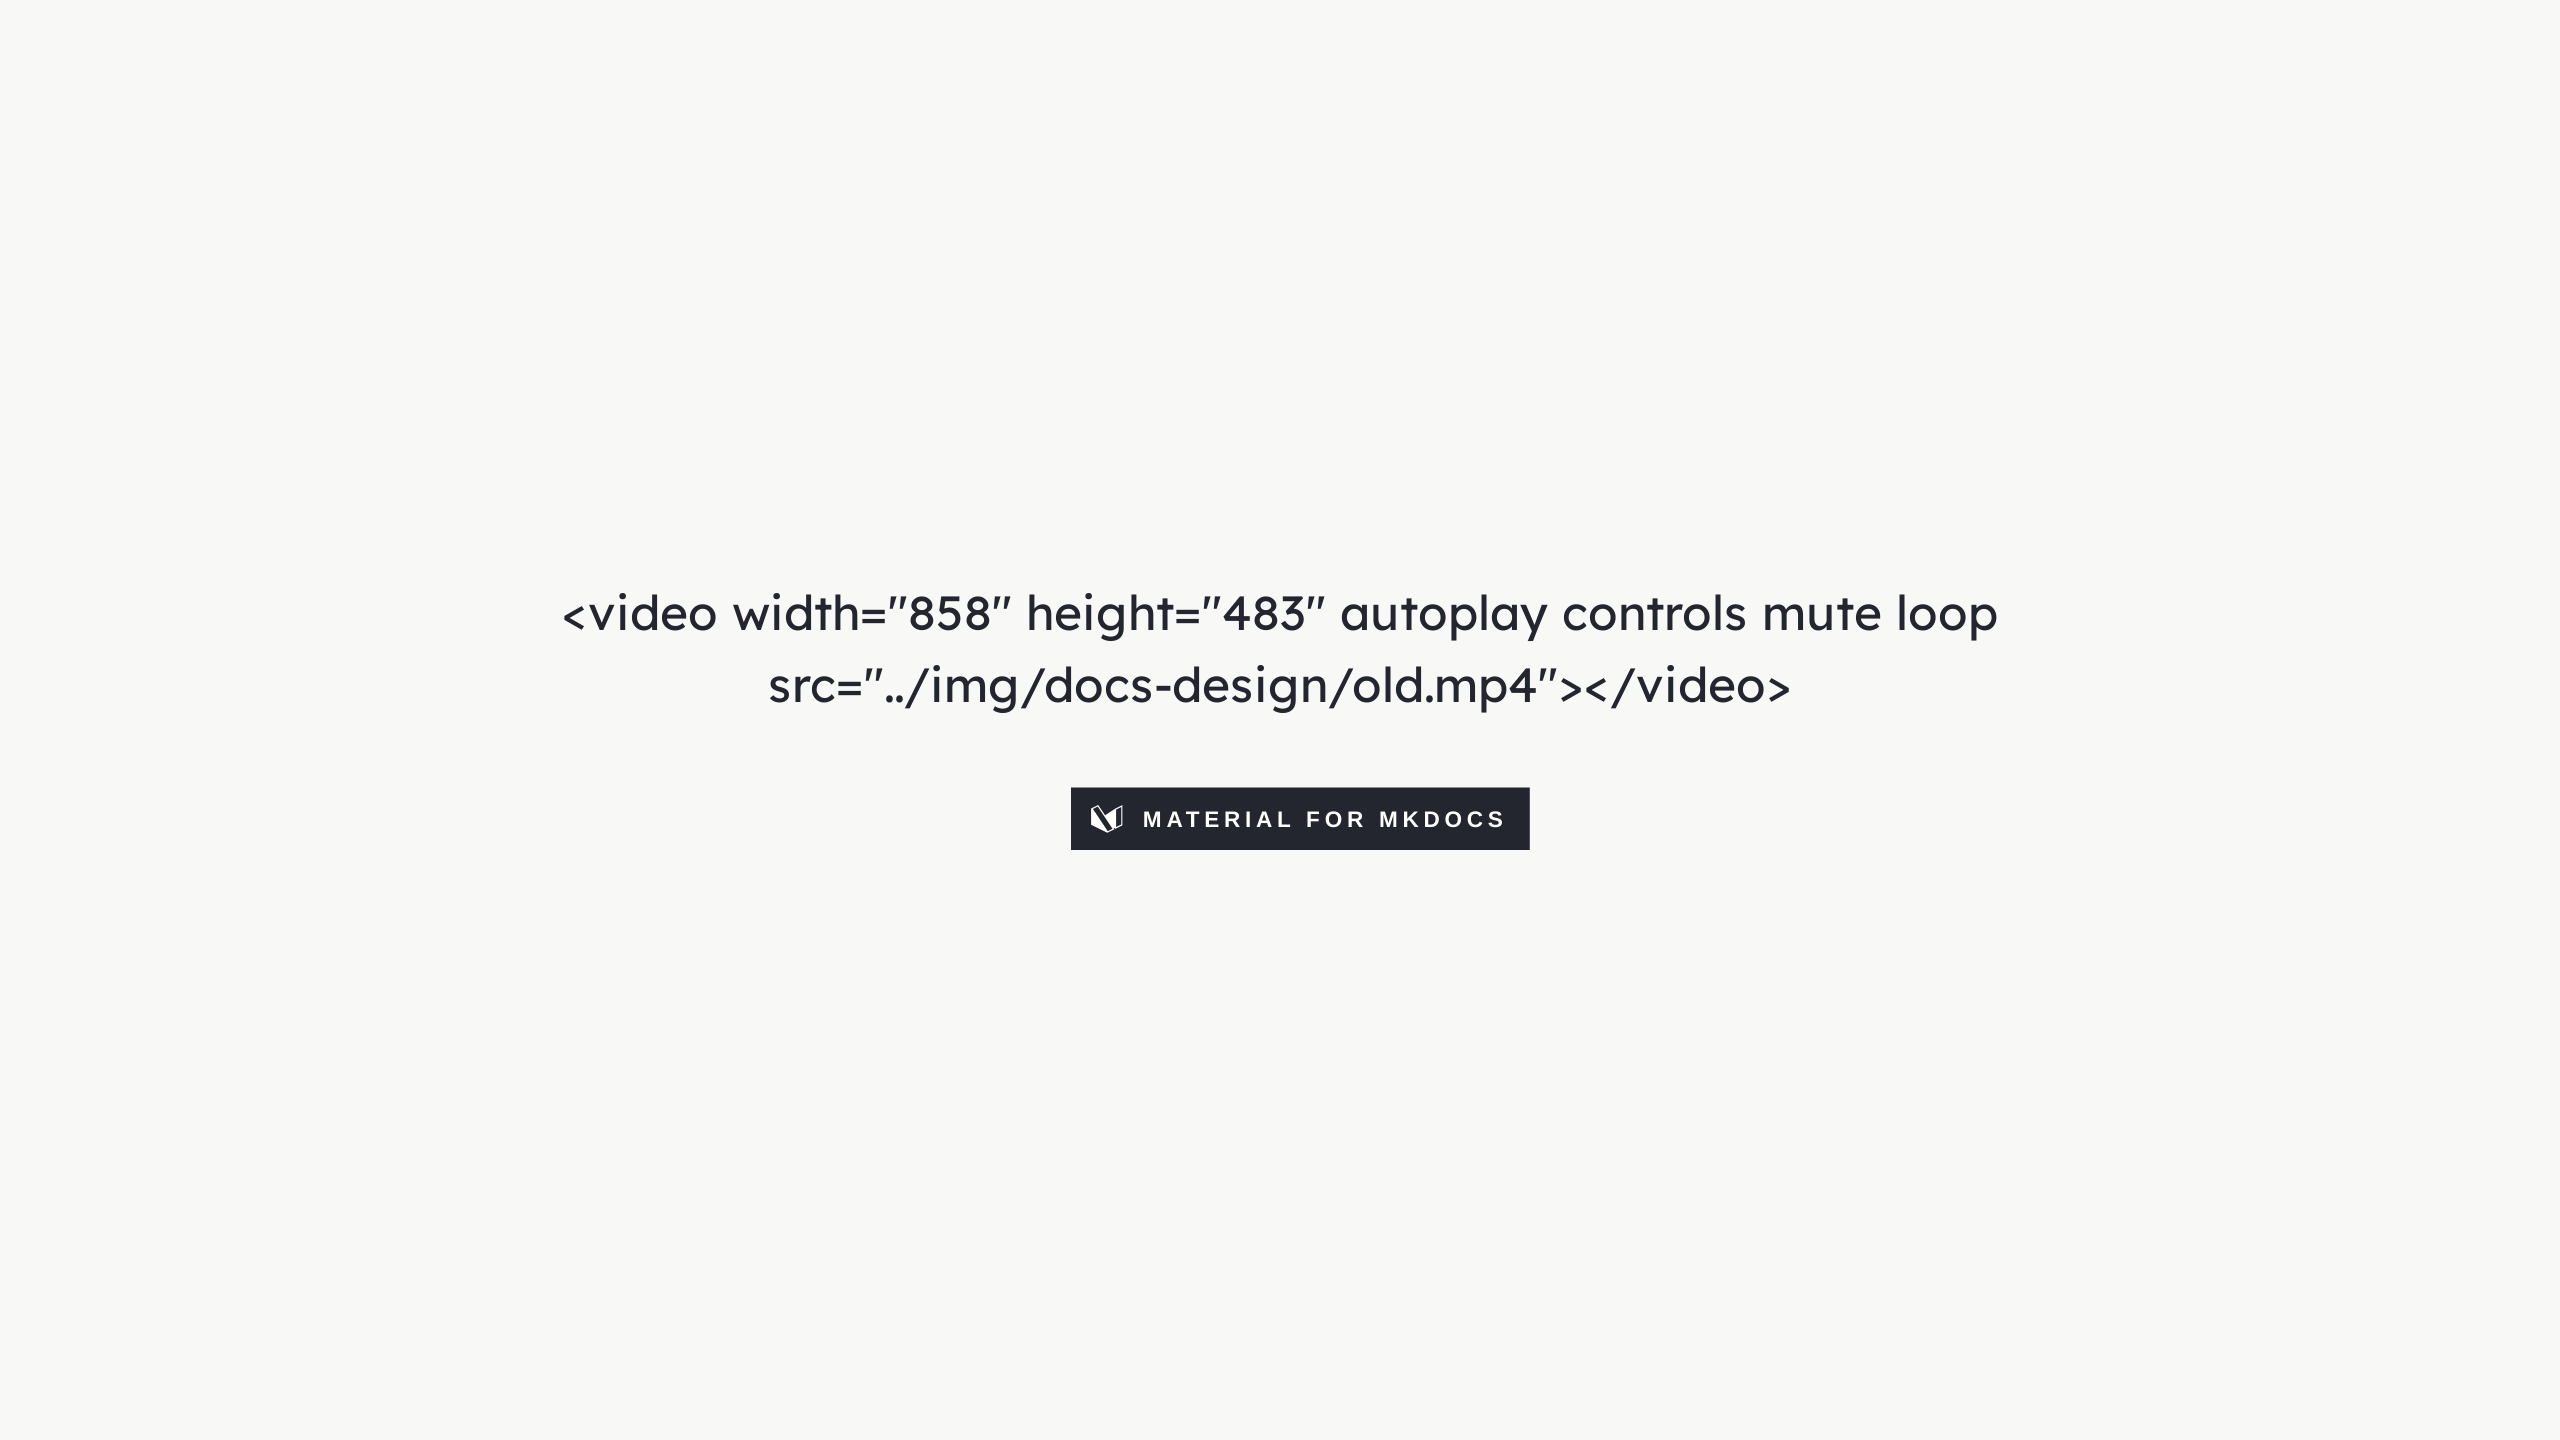 <video width="858" height="483" autoplay controls mute loop
src="../img/docs-design/old.mp4"></video>
MATERIAL FOR MKDOCS